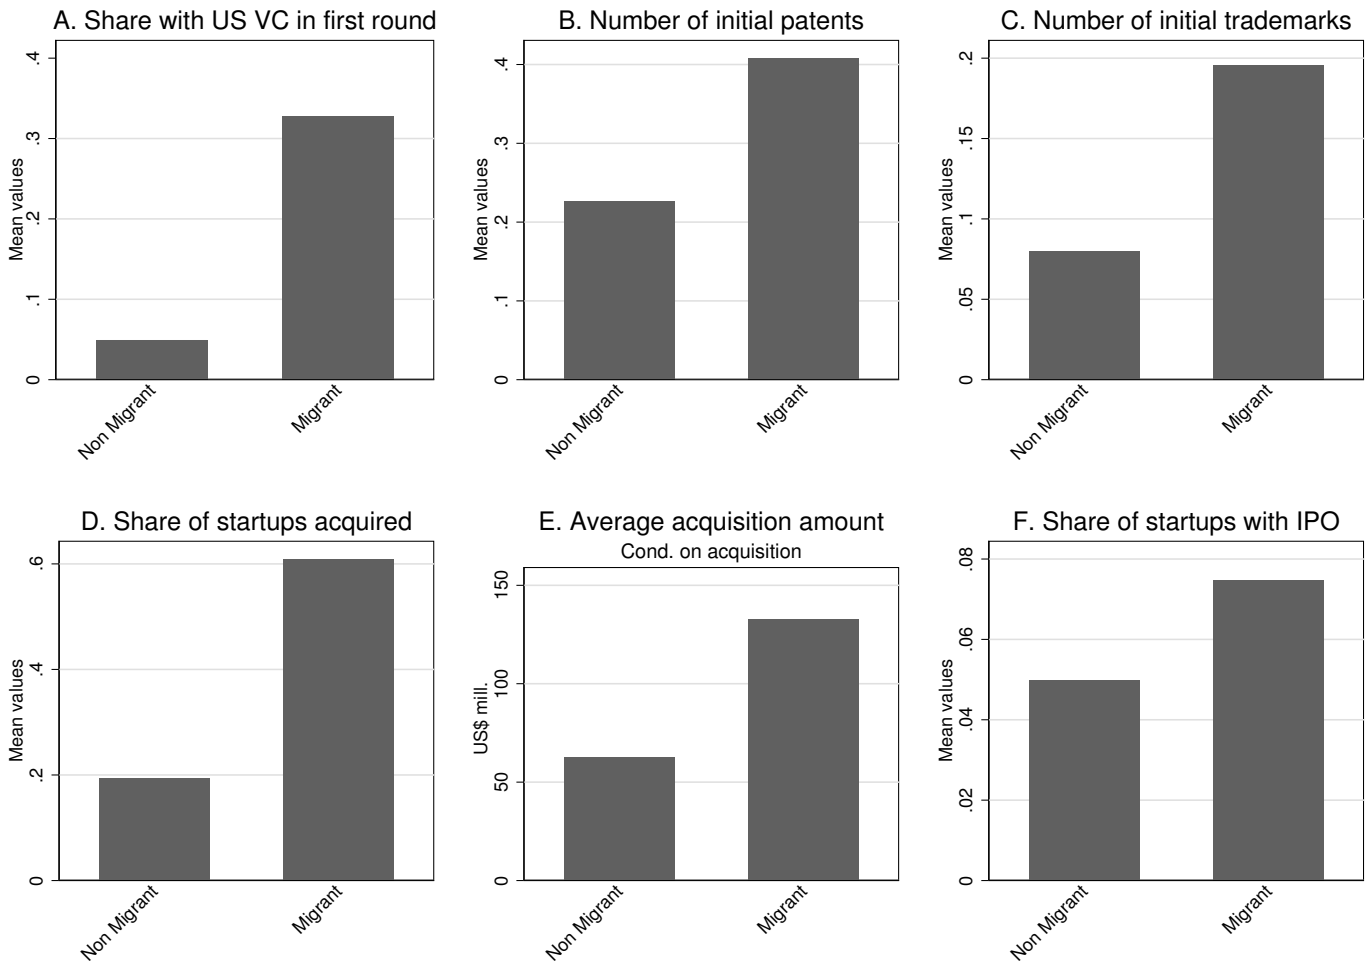 A. Share with US VC in first round
Mean values
.4
.3
.2
.1
0
Non Migrant
Migrant
B. Number of initial patents
Mean values
.4
.3
.2
.1
0
Non Migrant
Migrant
C. Number of initial trademarks
Mean values
.2
.15
.1
.05
0
Non Migrant
Migrant
D. Share of startups acquired
Mean values
.6
.4
.2
0
Non Migrant
Migrant
E. Average acquisition amount
Cond. on acquisition
US$ mill.
150
100
50
0
Non Migrant
Migrant
F. Share of startups with IPO
Mean values
.08
.06
.04
.02
0
Non Migrant
Migrant